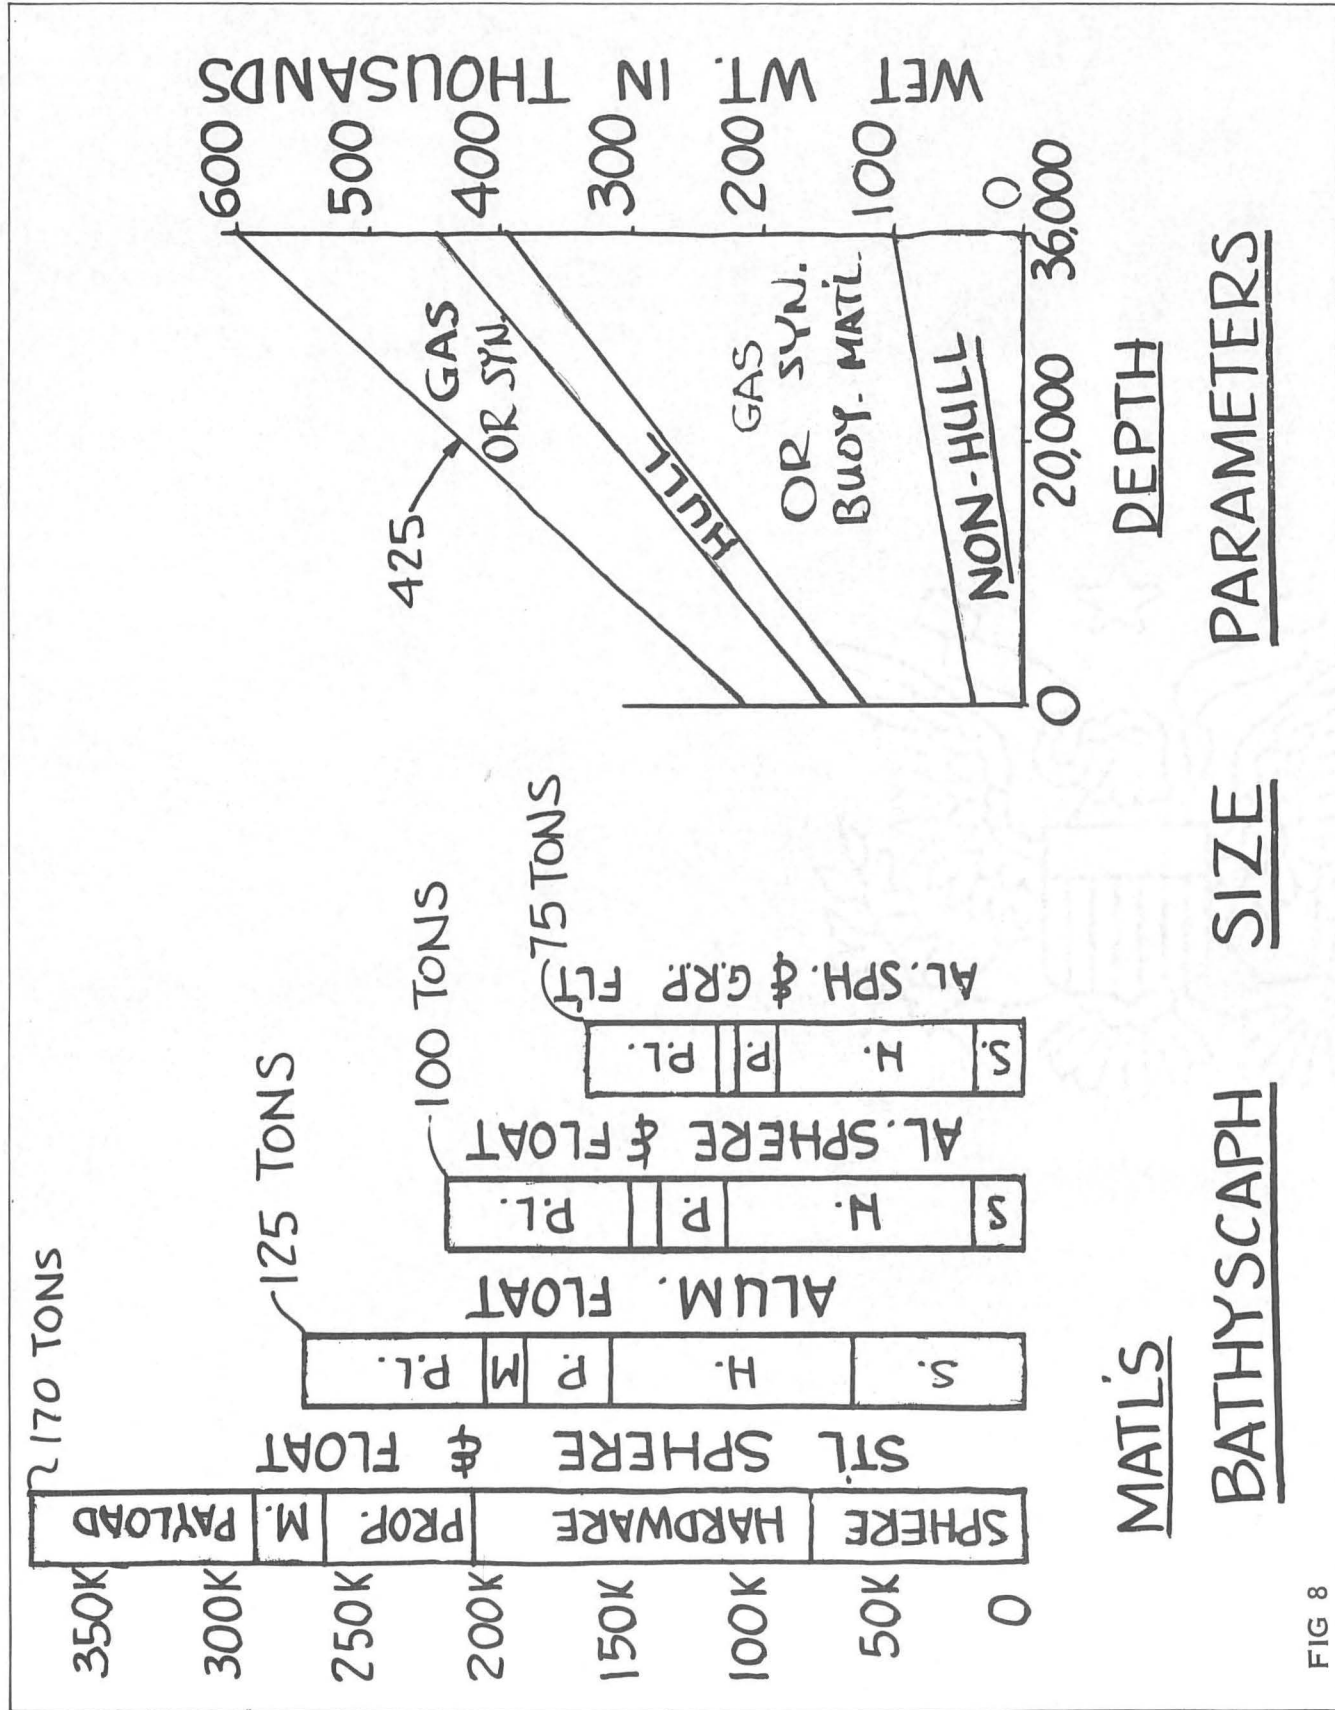 350K
300K
250K
200K
150K
100K
50K
0
PAYLOAD
M.
PROP.
HARDWARE
SPHERE
170 TONS
STL SPHERE & FLOAT
P.L.
M
P.
H.
S.
125 TONS
ALUM. FLOAT
P.L.
P.
H.
S
100 TONS
AL. SPHERE & FLOAT
P.L.
P.
H.
S.
75 TONS
AL. SPH. & G.R.P. FLT
MAT'LS
425
GAS
OR SYN.
HULL
GAS
OR SYN.
BUOY. MAT'L.
NON-HULL
600
500
400
300
200
100
0
WET WT. IN THOUSANDS
0
20,000
36,000
DEPTH
BATHYSCAPH SIZE PARAMETERS
FIG 8